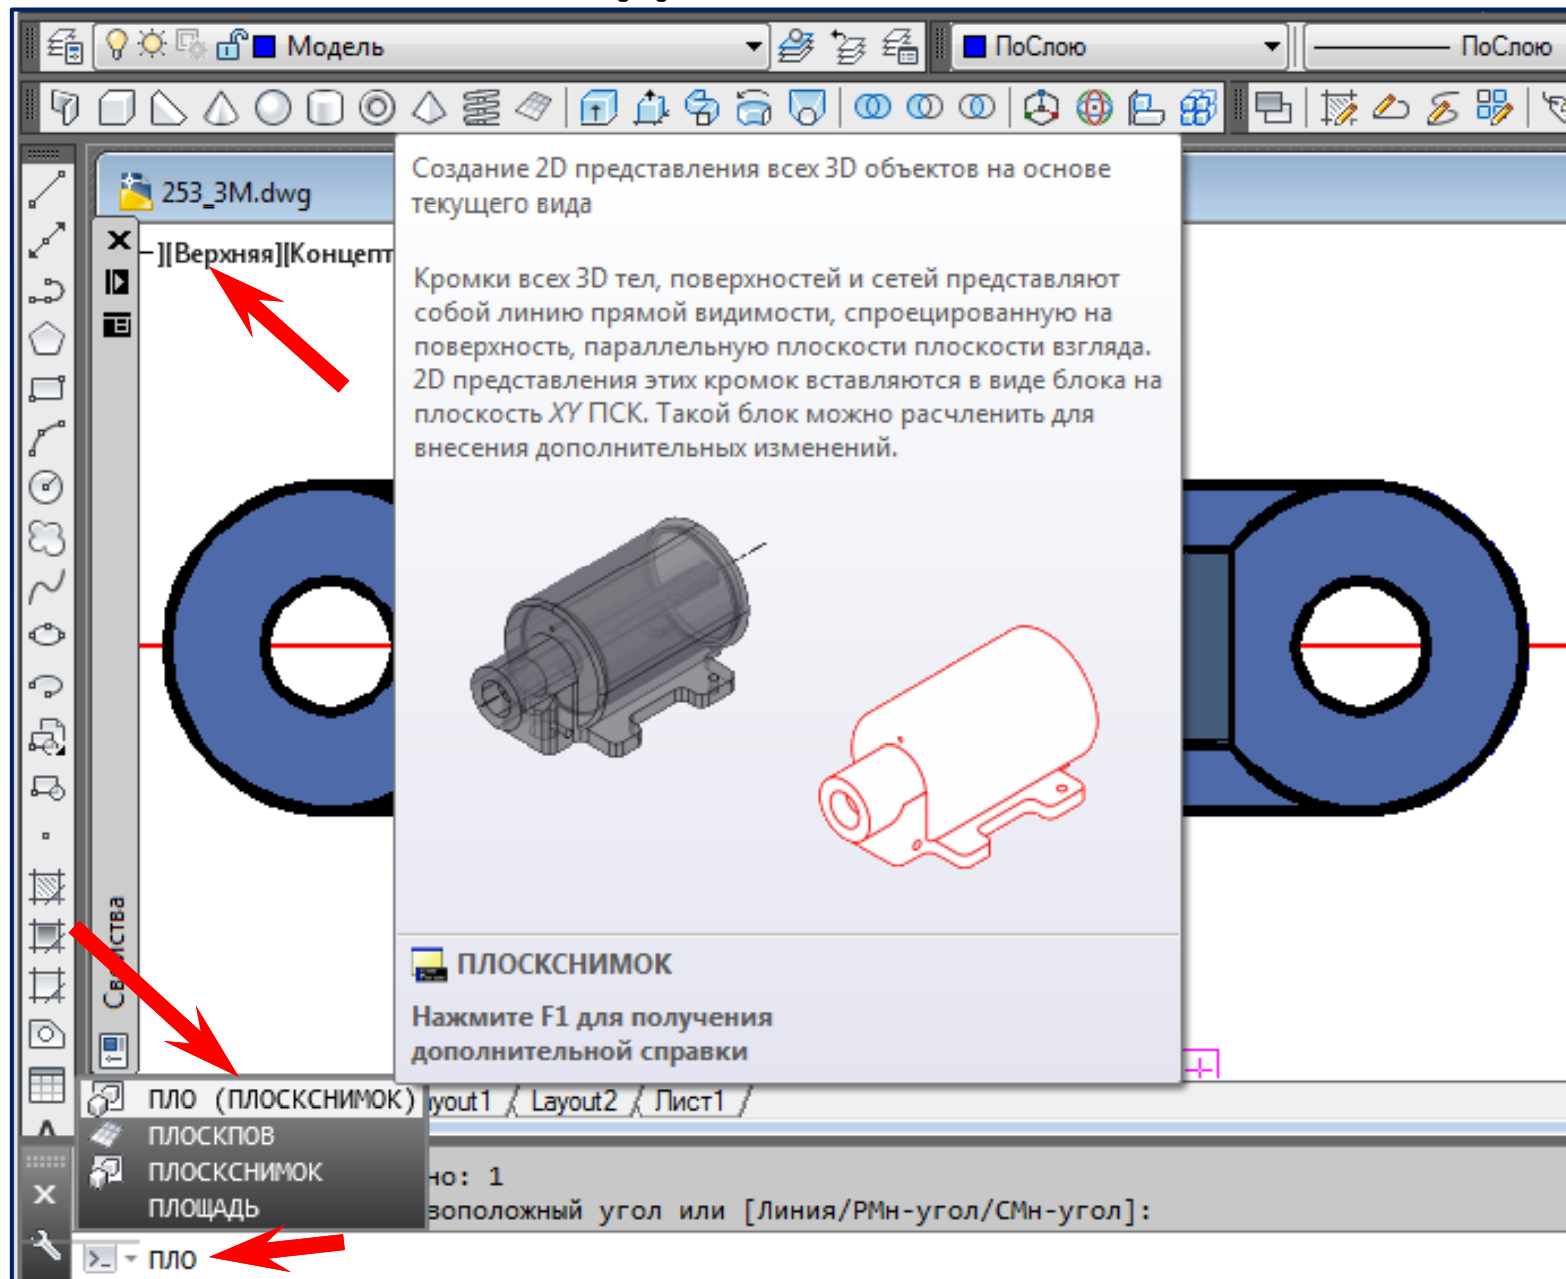 Модель
ПоСлою
ПоСлою
253_3M.dwg
–][Верхняя][Концепт
Создание 2D представления всех 3D объектов на основе
текущего вида
Кромки всех 3D тел, поверхностей и сетей представляют
собой линию прямой видимости, спроецированную на
поверхность, параллельную плоскости плоскости взгляда.
2D представления этих кромок вставляются в виде блока на
плоскость XY ПСК. Такой блок можно расчленить для
внесения дополнительных изменений.
ПЛОСКСНИМОК
Нажмите F1 для получения
дополнительной справки
ПЛО (ПЛОСКСНИМОК)
ПЛОСКПОВ
ПЛОСКСНИМОК
ПЛОЩАДЬ
yout1 / Layout2 / Лист1 /
но: 1
воположный угол или [Линия/РМн-угол/СМн-угол]:
ПЛО